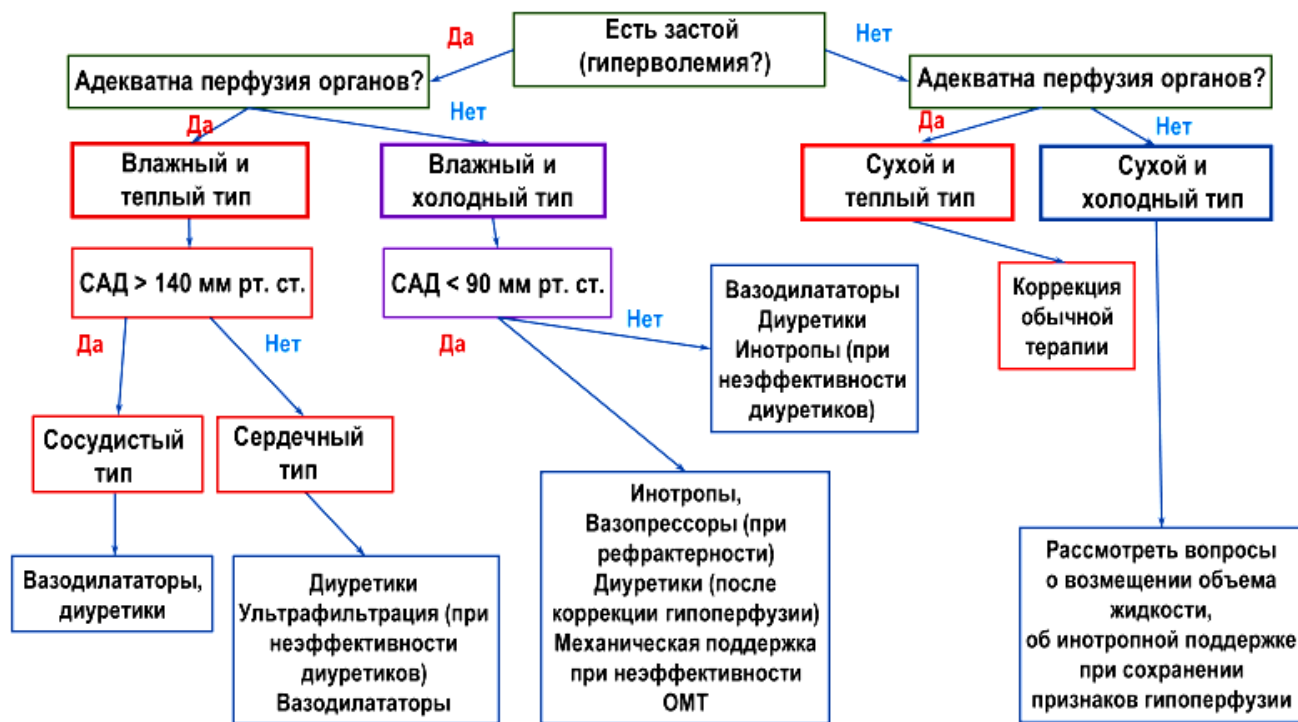 Есть застой
(гиперволемия?)
Да
Нет
Адекватна перфузия органов?
Адекватна перфузия органов?
Да
Нет
Да
Нет
Влажный и
теплый тип
Влажный и
холодный тип
Сухой и
теплый тип
Сухой и
холодный тип
САД > 140 мм рт. ст.
САД < 90 мм рт. ст.
Да
Нет
Да
Нет
Вазодилататоры
Диуретики
Инотропы (при
неэффективности
диуретиков)
Коррекция
обычной
терапии
Сосудистый
тип
Сердечный
тип
Вазодилататоры,
диуретики
Диуретики
Ультрафильтрация (при
неэффективности
диуретиков)
Вазодилататоры
Инотропы,
Вазопрессоры (при
рефрактерности)
Диуретики (после
коррекции гипоперфузии)
Механическая поддержка
при неэффективности
ОМТ
Рассмотреть вопросы
о возмещении объема
жидкости,
об инотропной поддержке
при сохранении
признаков гипоперфузии